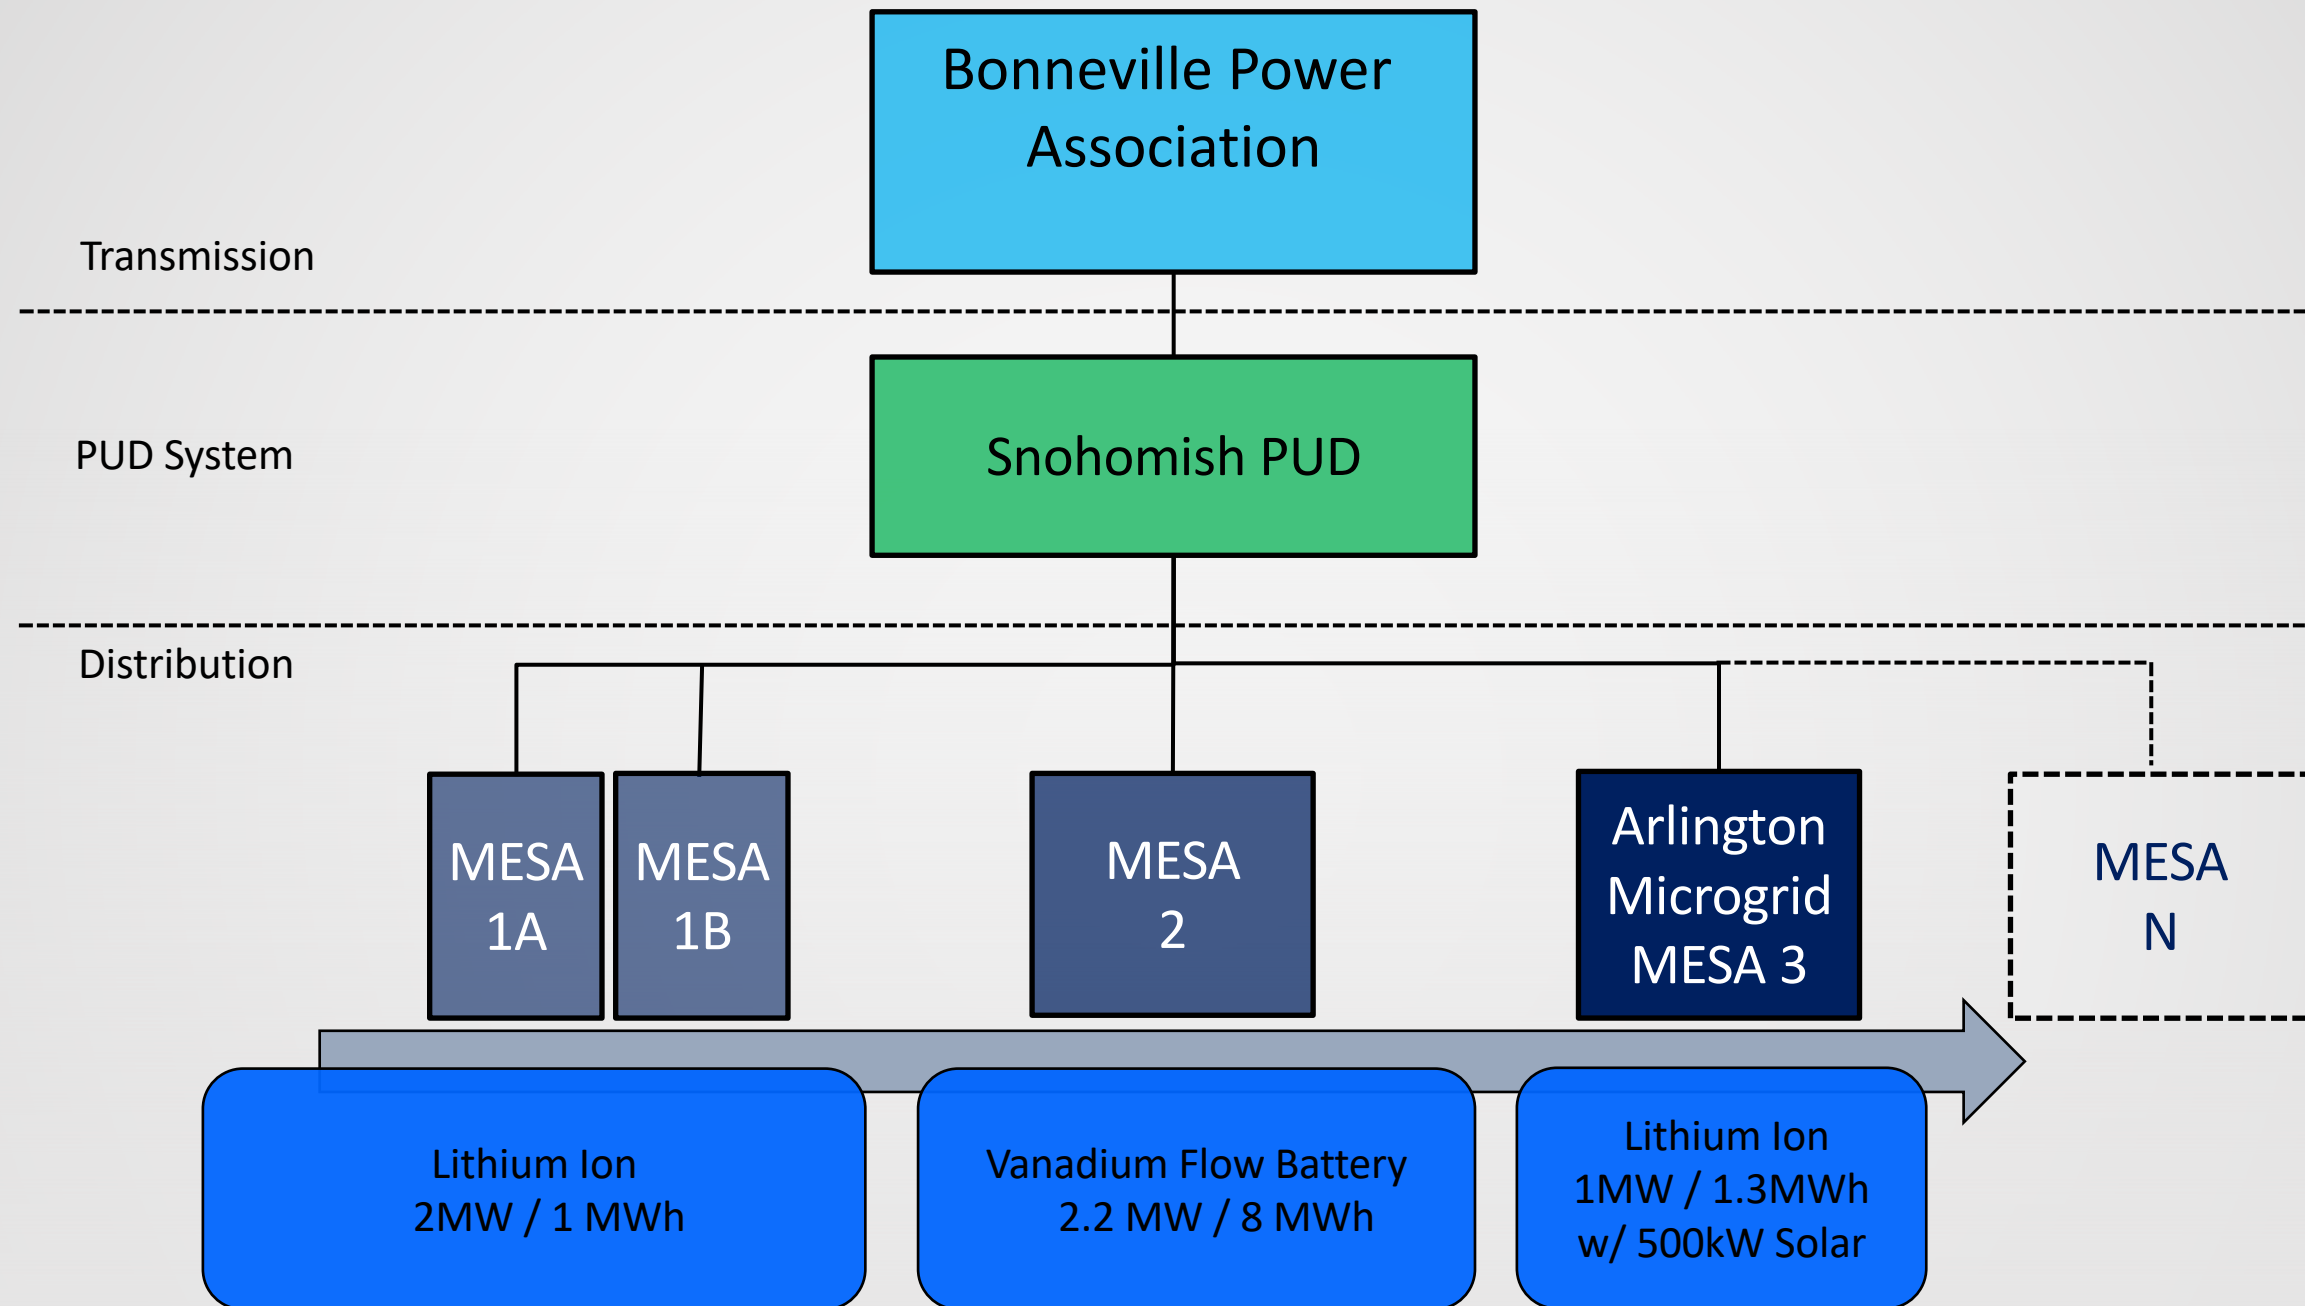 Bonneville Power
Association
Transmission
PUD System
Snohomish PUD
Distribution
MESA
1A
MESA
1B
MESA
2
Arlington
Microgrid
MESA 3
MESA
N
Lithium Ion
2MW / 1 MWh
Vanadium Flow Battery
2.2 MW / 8 MWh
Lithium Ion
1MW / 1.3MWh
w/ 500kW Solar